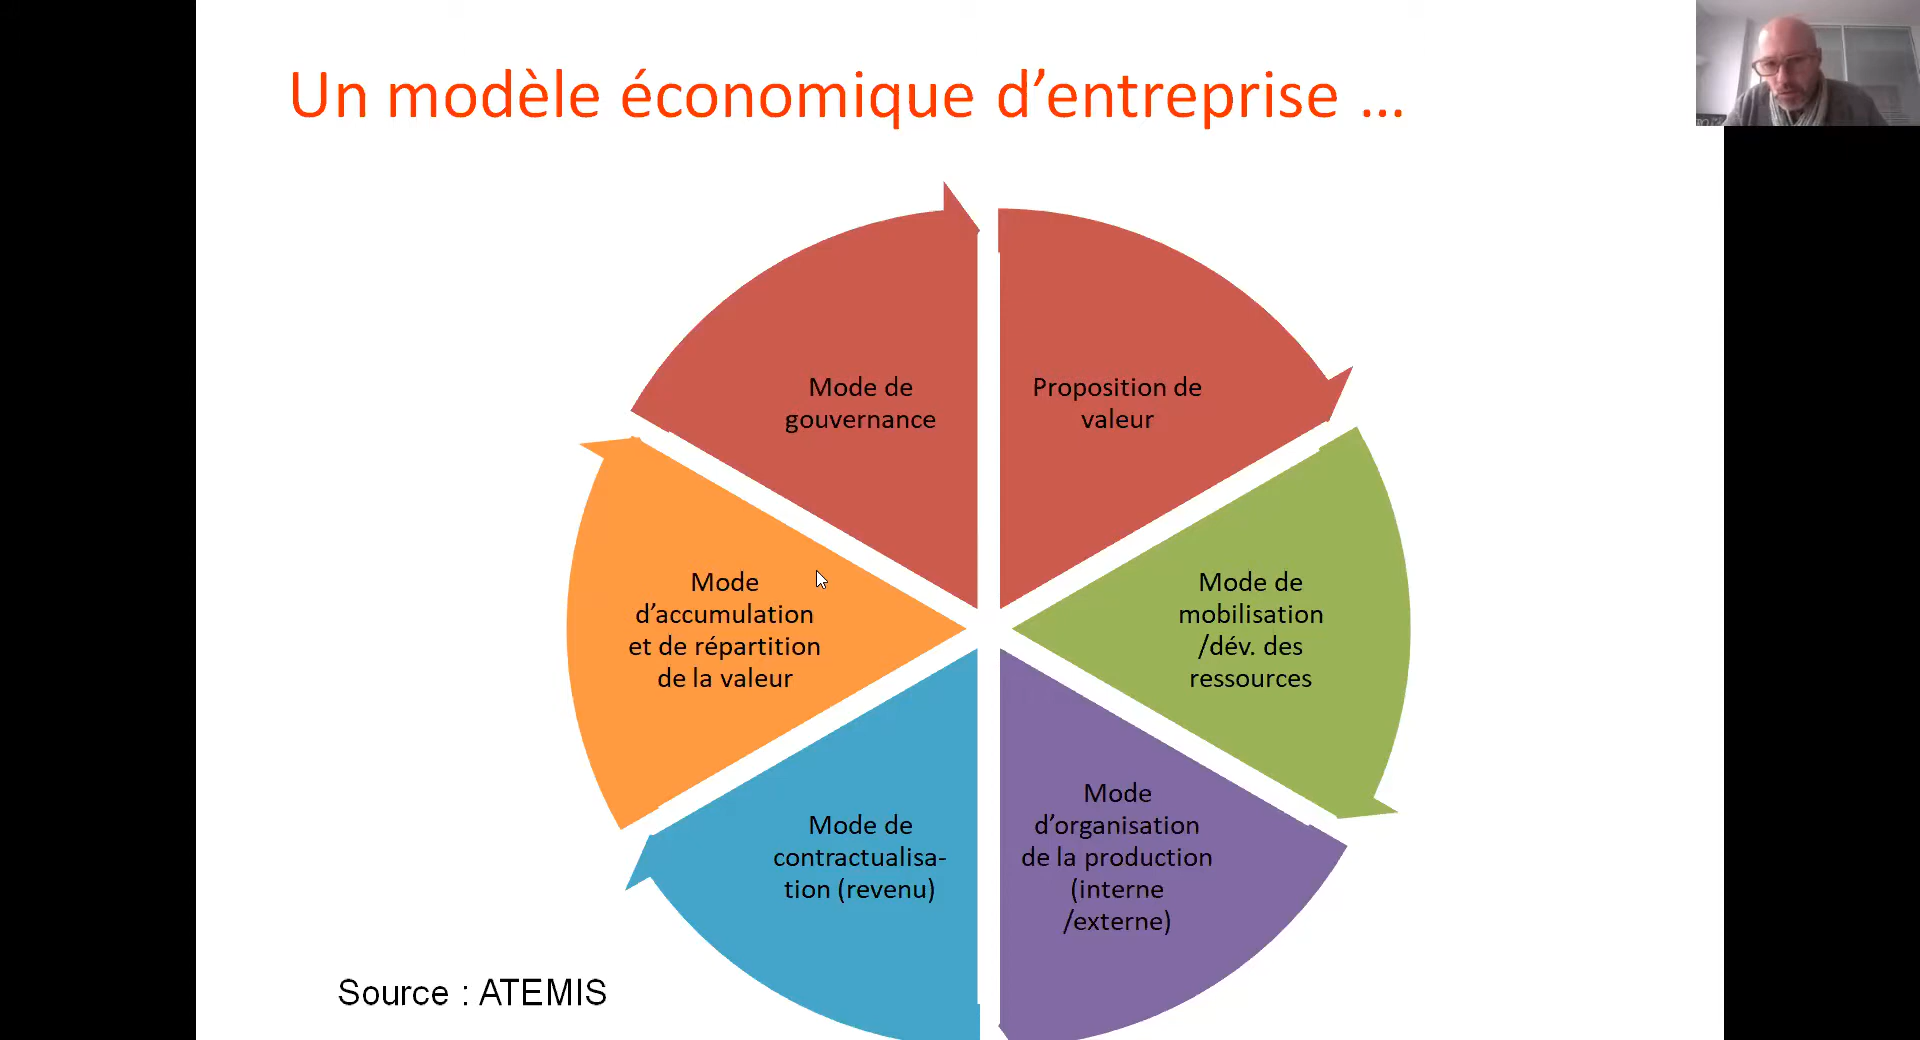 Un modèle économique d’entreprise ...
Mode de
gouvernance
Proposition de
valeur
Mode
d’accumulation
et de répartition
de la valeur
Mode de
mobilisation
/dév. des
ressources
Mode de
contractualisa-
tion (revenu)
Mode
d’organisation
de la production
(interne
/externe)
Source : ATEMIS